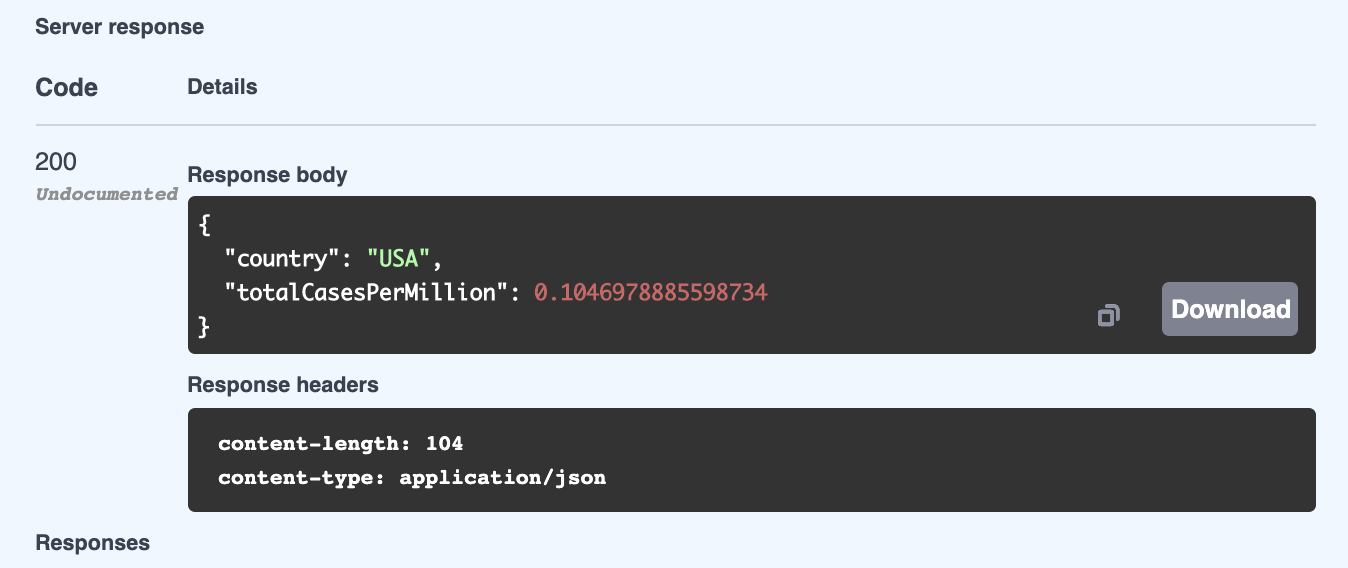 Server response
Code Details
200
Undocumented
Response body
{
  "country": "USA",
  "totalCasesPerMillion": 0.1046978885598734
}
Download
Response headers
content-length: 104
content-type: application/json
Responses